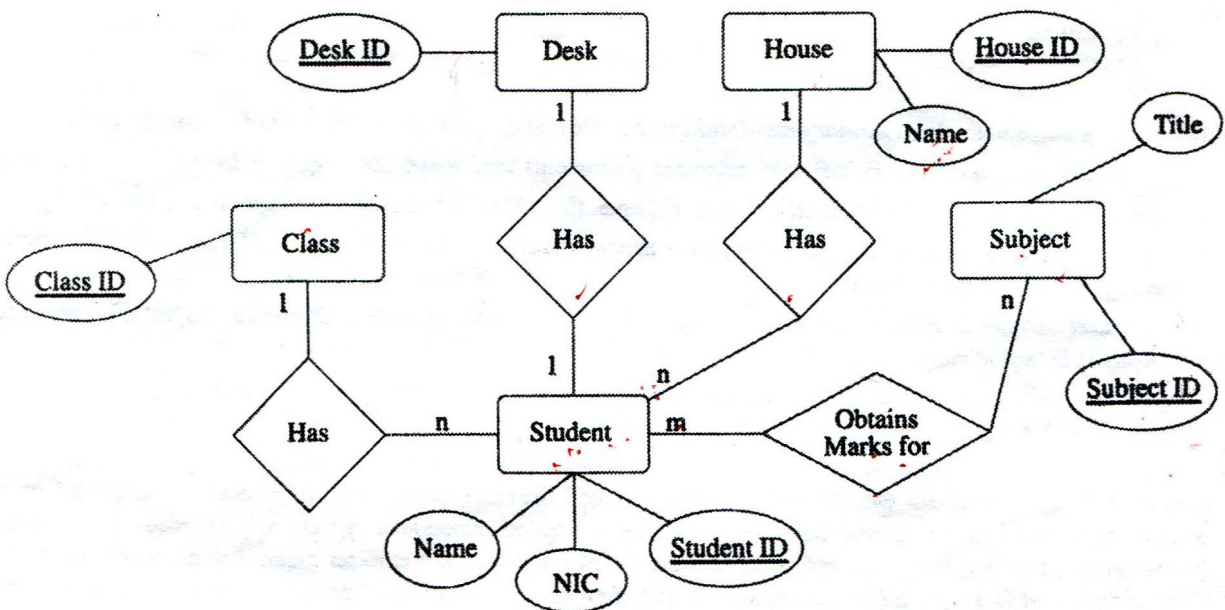 Desk ID
Desk
House
House ID
1
1
Name
Title
Class
Has
Has
Subject
Class ID
1
n
1
n
Subject ID
Has
n
Student
m
Obtains
Marks for
Name
NIC
Student ID